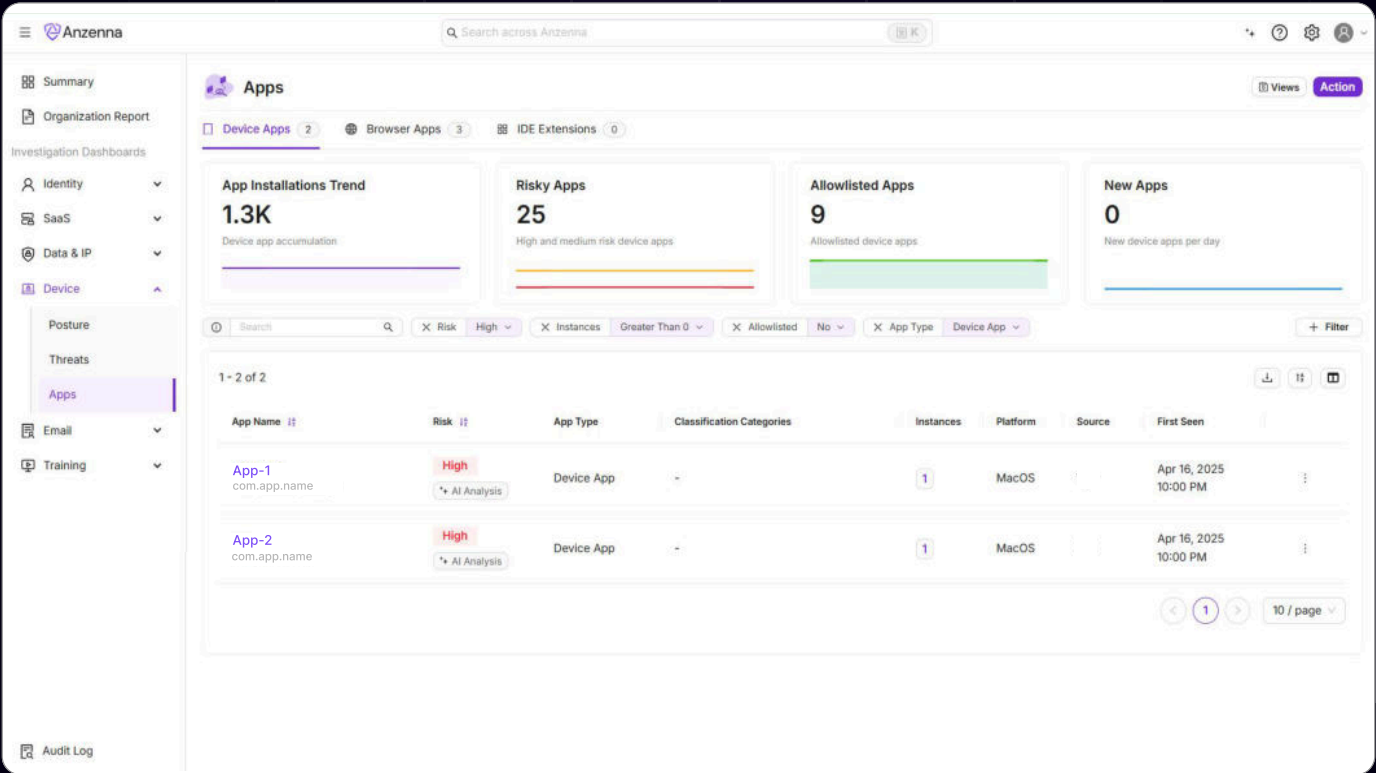 Anzenna
Search across Anzenna
K
Summary
Organization Report
Investigation Dashboards
Identity
SaaS
Data & IP
Device
Posture
Threats
Apps
Email
Training
Audit Log
Apps
Views
Action
Device Apps 2
Browser Apps 3
IDE Extensions 0
App Installations Trend
1.3K
Device app accumulation
Risky Apps
25
High and medium risk device apps
Allowlisted Apps
9
Allowlisted device apps
New Apps
0
New device apps per day
Search
Risk High
Instances Greater Than 0
Allowlisted No
App Type Device App
+ Filter
1 - 2 of 2
App Name Risk App Type Classification Categories Instances Platform Source First Seen
App-1
com.app.name
High
AI Analysis
Device App
-
1
MacOS
Apr 16, 2025
10:00 PM
App-2
com.app.name
High
AI Analysis
Device App
-
1
MacOS
Apr 16, 2025
10:00 PM
< 1 > 10 / page